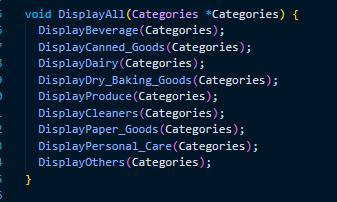 void DisplayAll(Categories *Categories) {
DisplayBeverage(Categories);
DisplayCanned_Goods(Categories);
DisplayDairy(Categories);
DisplayDry_Baking_Goods(Categories);
DisplayProduce(Categories);
DisplayCleaners(Categories);
DisplayPaper_Goods(Categories);
DisplayPersonal_Care(Categories);
DisplayOthers(Categories);
}